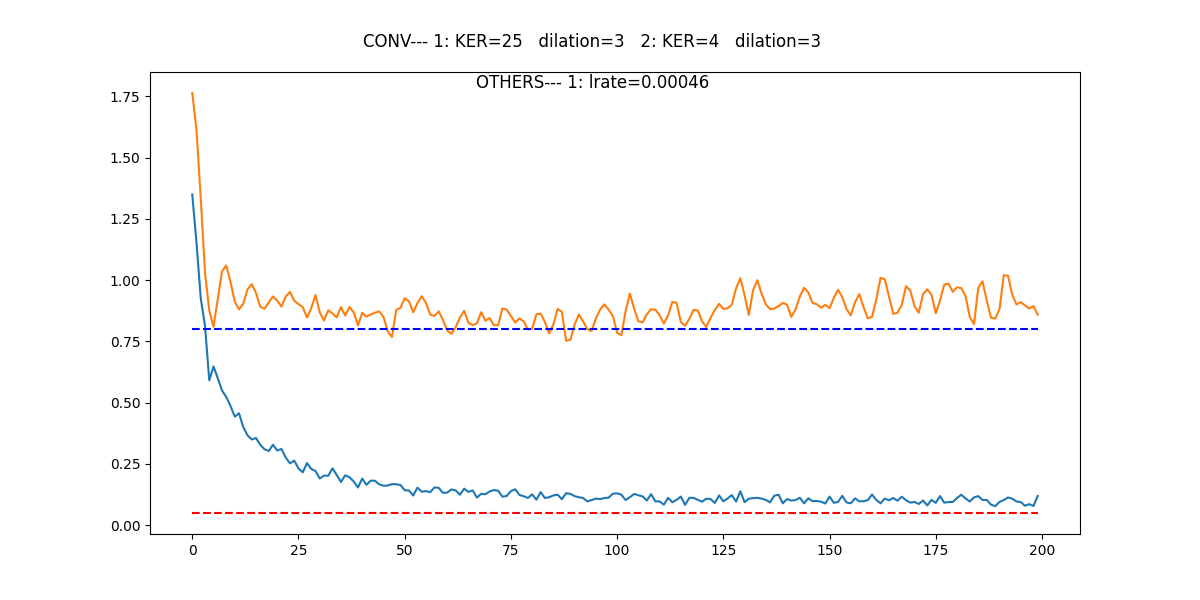 CONV--- 1: KER=25   dilation=3   2: KER=4   dilation=3
OTHERS--- 1: lrate=0.00046
1.75
1.50
1.25
1.00
0.75
0.50
0.25
0.00
0 25 50 75 100 125 150 175 200